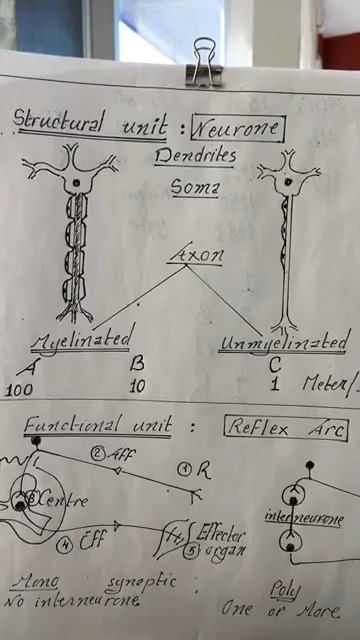 Structural unit : Neurone
Dendrites
Soma
Axon
Myelinated Unmyelinated
A B C
100 10 1 Meter/
Functional unit : Reflex Arc
② Aff
① R
③ Centre
④ Eff
Effector
⑤ organ
interneurone
Mono synaptic : Poly
No interneurone One or More